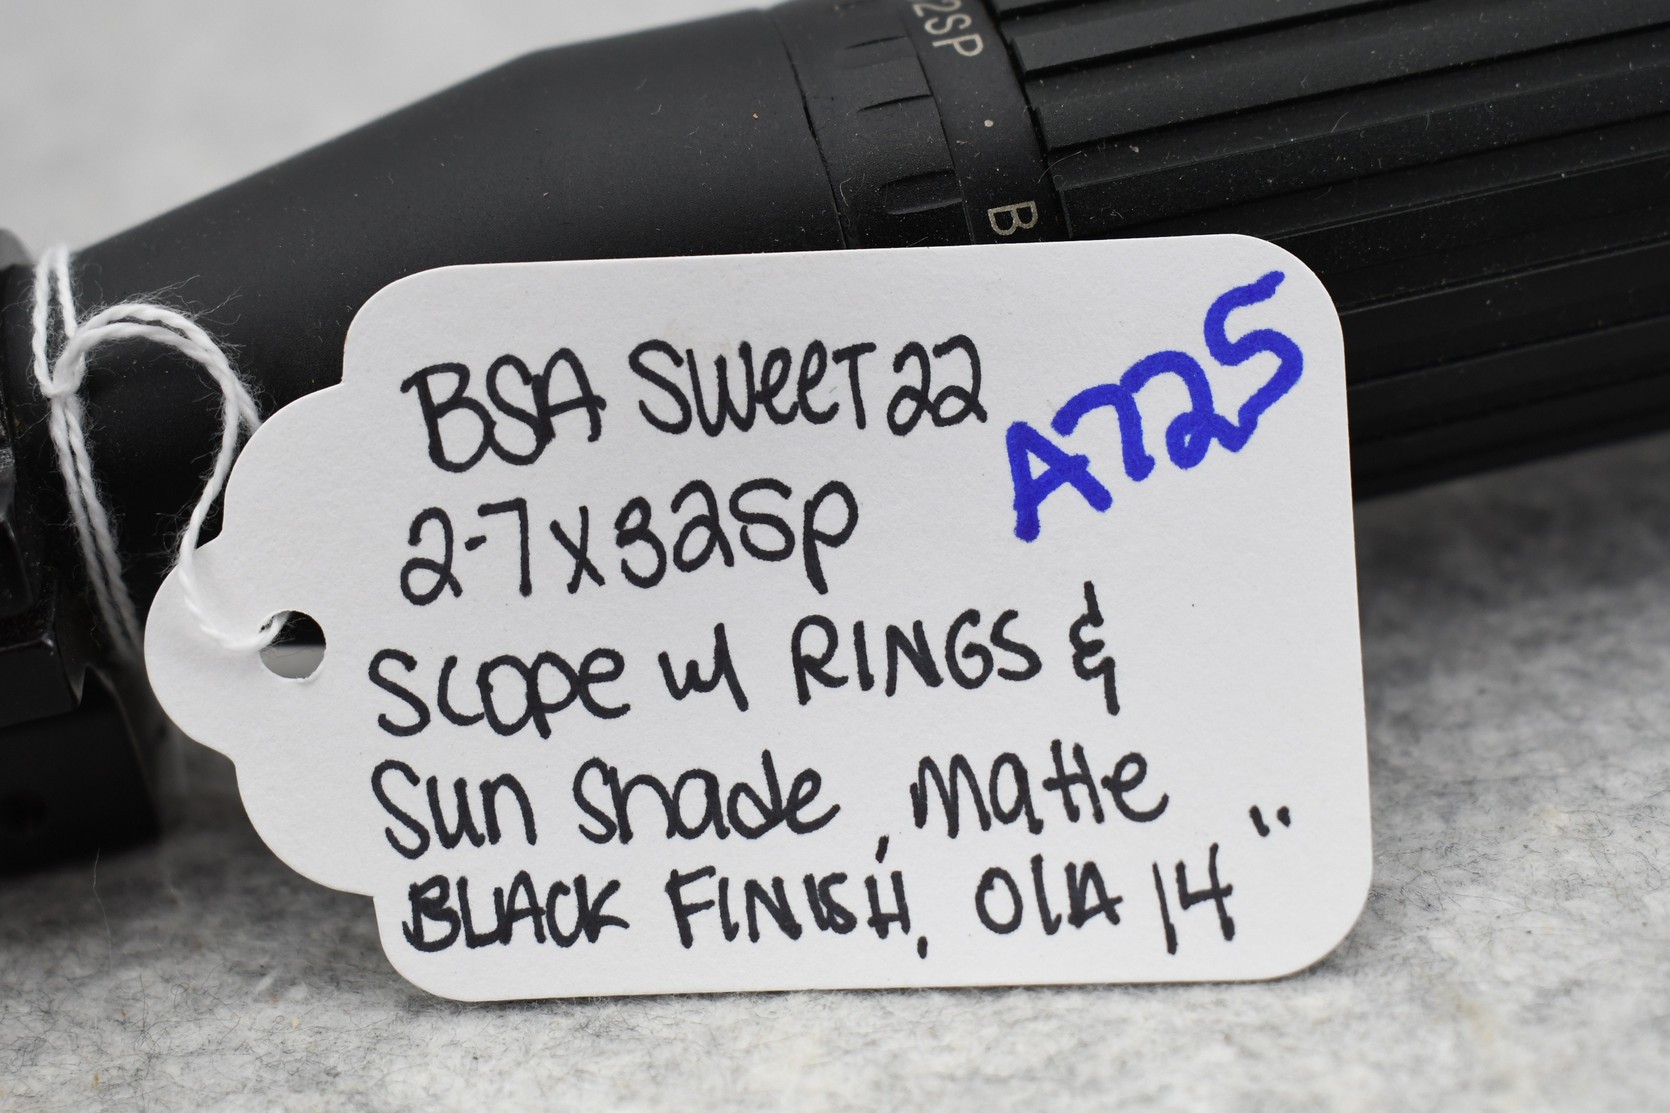 2SP
B
BSA SWeeT 22
A725
2-7x32Sp
Scope w/ RINGS &
Sun Shade, Matte
BLACK FINISH, OlA 14"